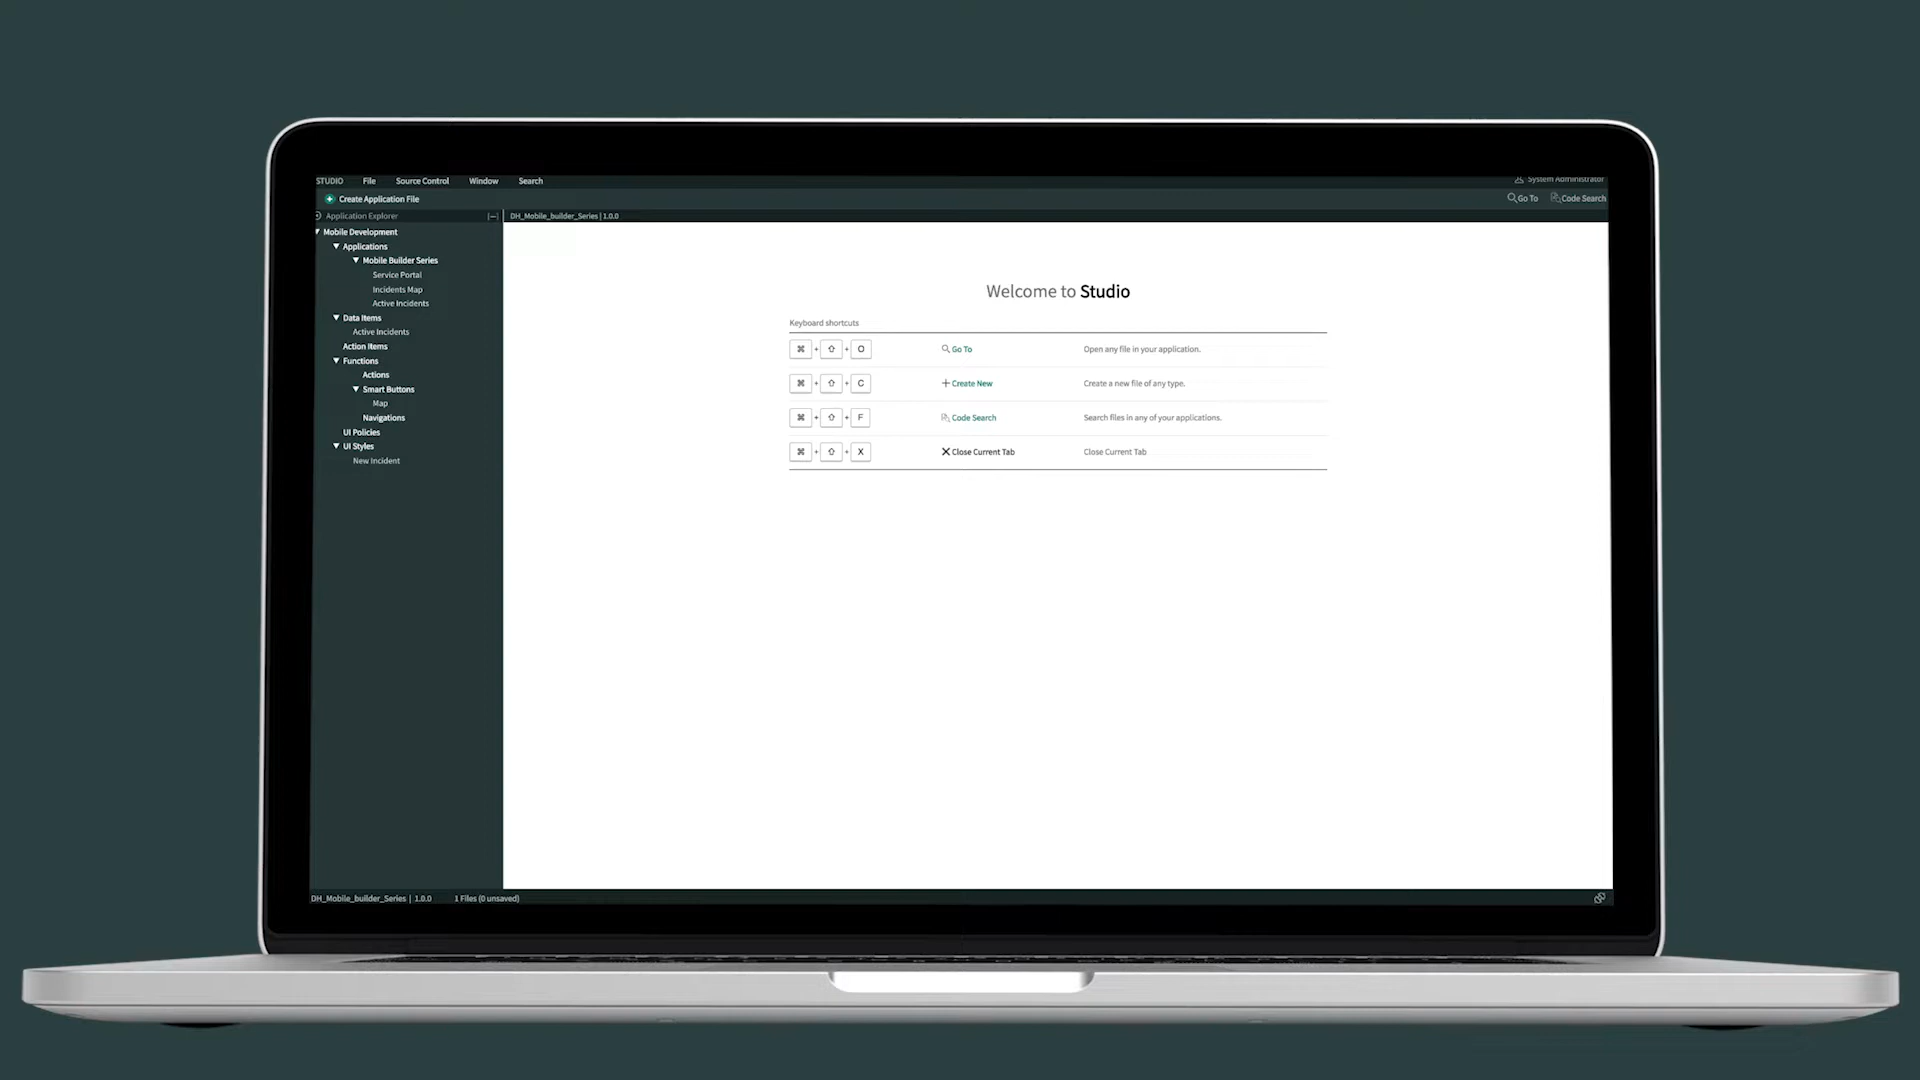 STUDIO File Source Control Window Search System Administrator
Create Application File Go To Code Search
Application Explorer DH_Mobile_builder_Series | 1.0.0
Mobile Development
Applications
Mobile Builder Series
Service Portal
Incidents Map
Active Incidents
Data Items
Active Incidents
Action Items
Functions
Actions
Smart Buttons
Map
Navigations
UI Policies
UI Styles
New Incident
Welcome to Studio
Keyboard shortcuts
⌘ + ⇧ + O Go To Open any file in your application.
⌘ + ⇧ + C Create New Create a new file of any type.
⌘ + ⇧ + F Code Search Search files in any of your applications.
⌘ + ⇧ + X Close Current Tab Close Current Tab
DH_Mobile_builder_Series | 1.0.0 1 Files (0 unsaved)